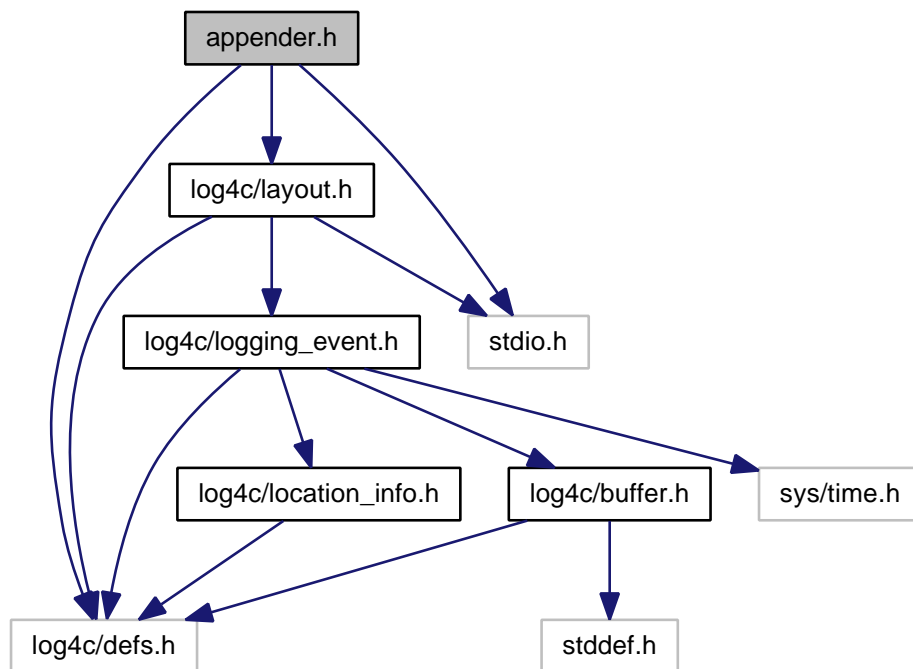 appender.h
log4c/layout.h
log4c/logging_event.h
stdio.h
log4c/location_info.h
log4c/buffer.h
sys/time.h
log4c/defs.h
stddef.h